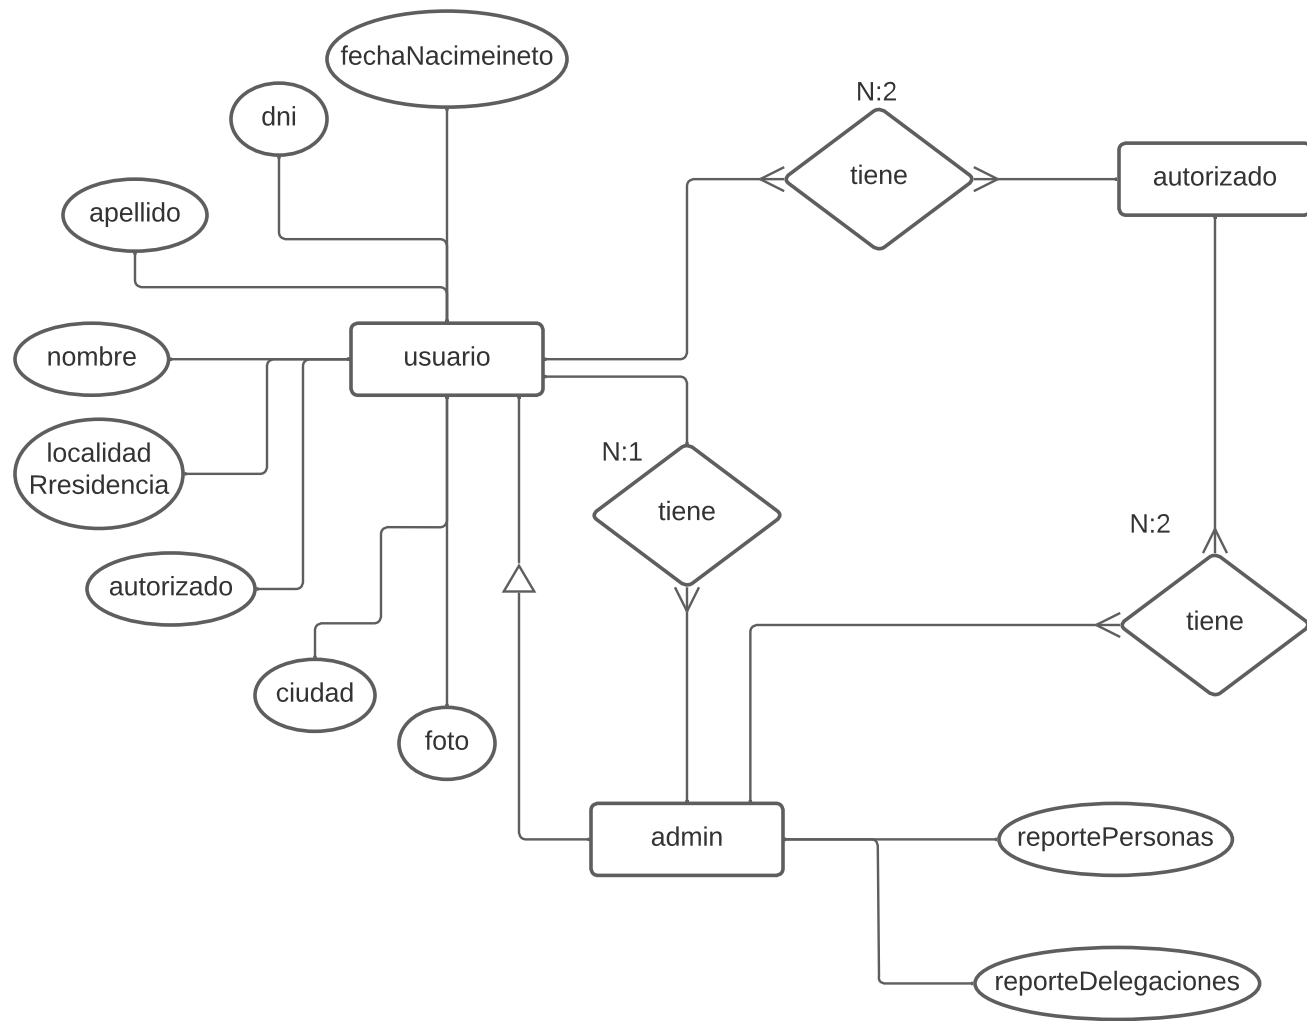 fechaNacimeineto
N:2
dni
tiene
autorizado
apellido
nombre
usuario
localidad
Rresidencia
N:1
tiene
N:2
autorizado
tiene
ciudad
foto
admin
reportePersonas
reporteDelegaciones